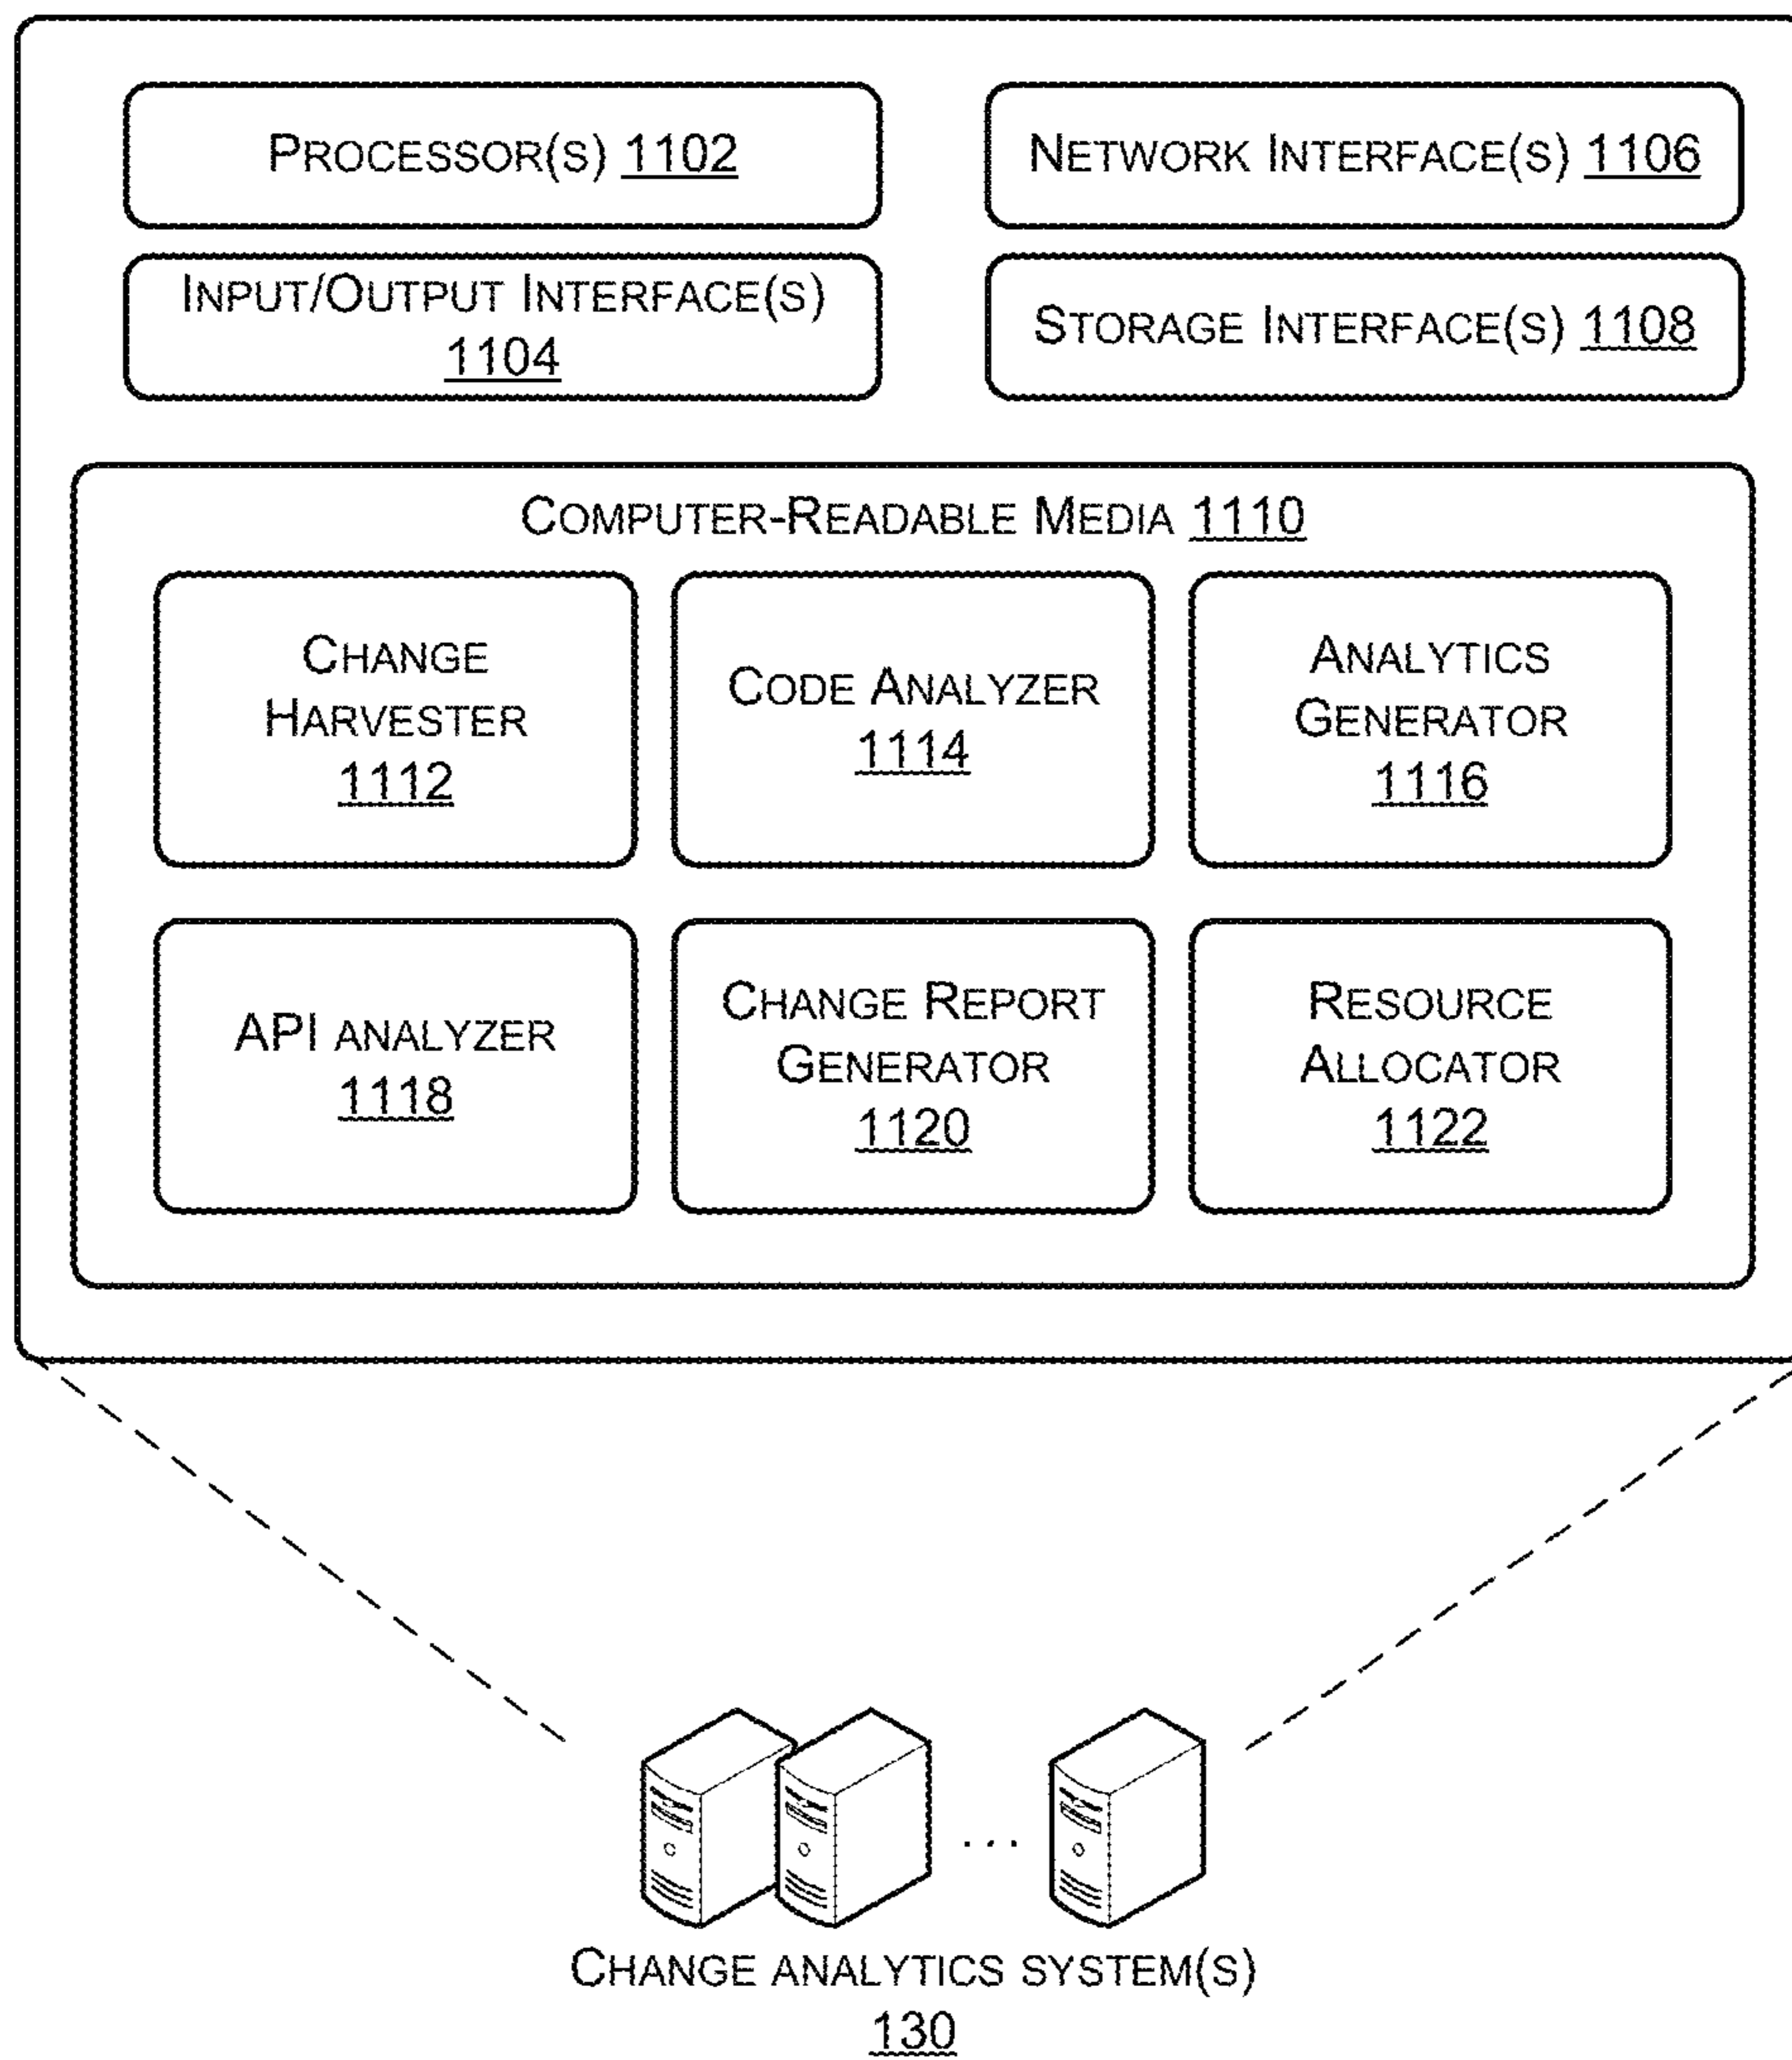 PROCESSOR(S) 1102
NETWORK INTERFACE(S) 1106
INPUT/OUTPUT INTERFACE(S)
1104
STORAGE INTERFACE(S) 1108
COMPUTER-READABLE MEDIA 1110
CHANGE
HARVESTER
1112
CODE ANALYZER
1114
ANALYTICS
GENERATOR
1116
API ANALYZER
1118
CHANGE REPORT
GENERATOR
1120
RESOURCE
ALLOCATOR
1122
...
CHANGE ANALYTICS SYSTEM(S)
130